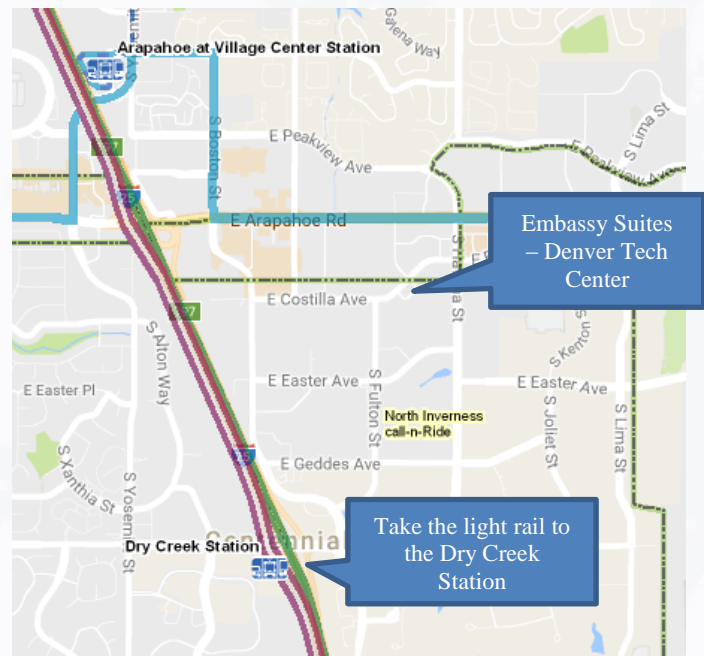 Arapahoe at Village Center Station
Galena Way
S Boston St
E Peakview Ave
S Lima St
E Peakview Ave
Embassy Suites
– Denver Tech
Center
E Arapahoe Rd
E Costilla Ave
S Alton Way
S Kenton
E Easter Pl
E Easter Ave
E Easter Ave
S Fulton St
North Inverness
call-n-Ride
S Joliet St
S Lima St
S Xanthia St
S Yosemite St
E Geddes Ave
Take the light rail to
the Dry Creek
Station
Dry Creek Station